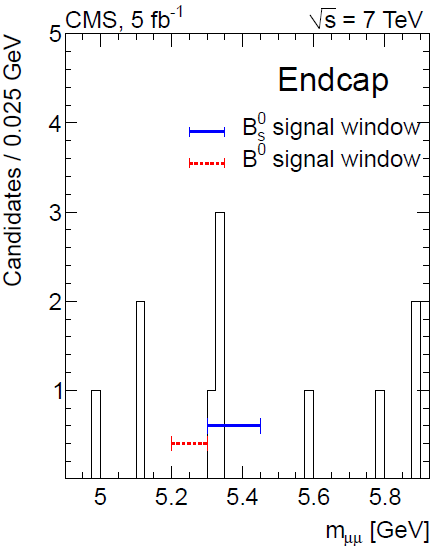 CMS, 5 fb⁻¹ √s = 7 TeV
Endcap
B⁰ₛ signal window
B⁰ signal window
Candidates / 0.025 GeV
5
4
3
2
1
5 5.2 5.4 5.6 5.8
m_μμ [GeV]